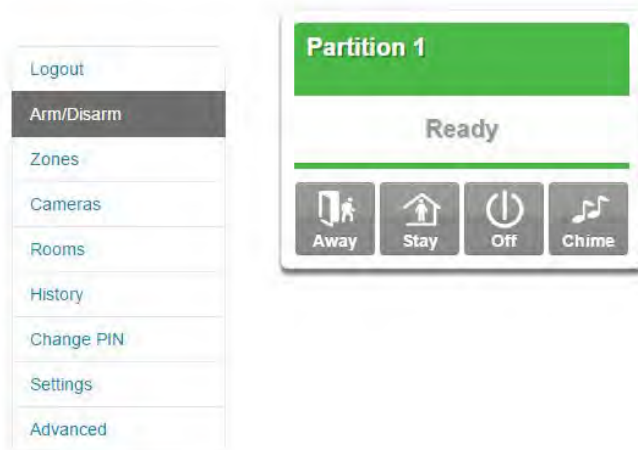 Logout
Arm/Disarm
Zones
Cameras
Rooms
History
Change PIN
Settings
Advanced
Partition 1
Ready
Away Stay Off Chime